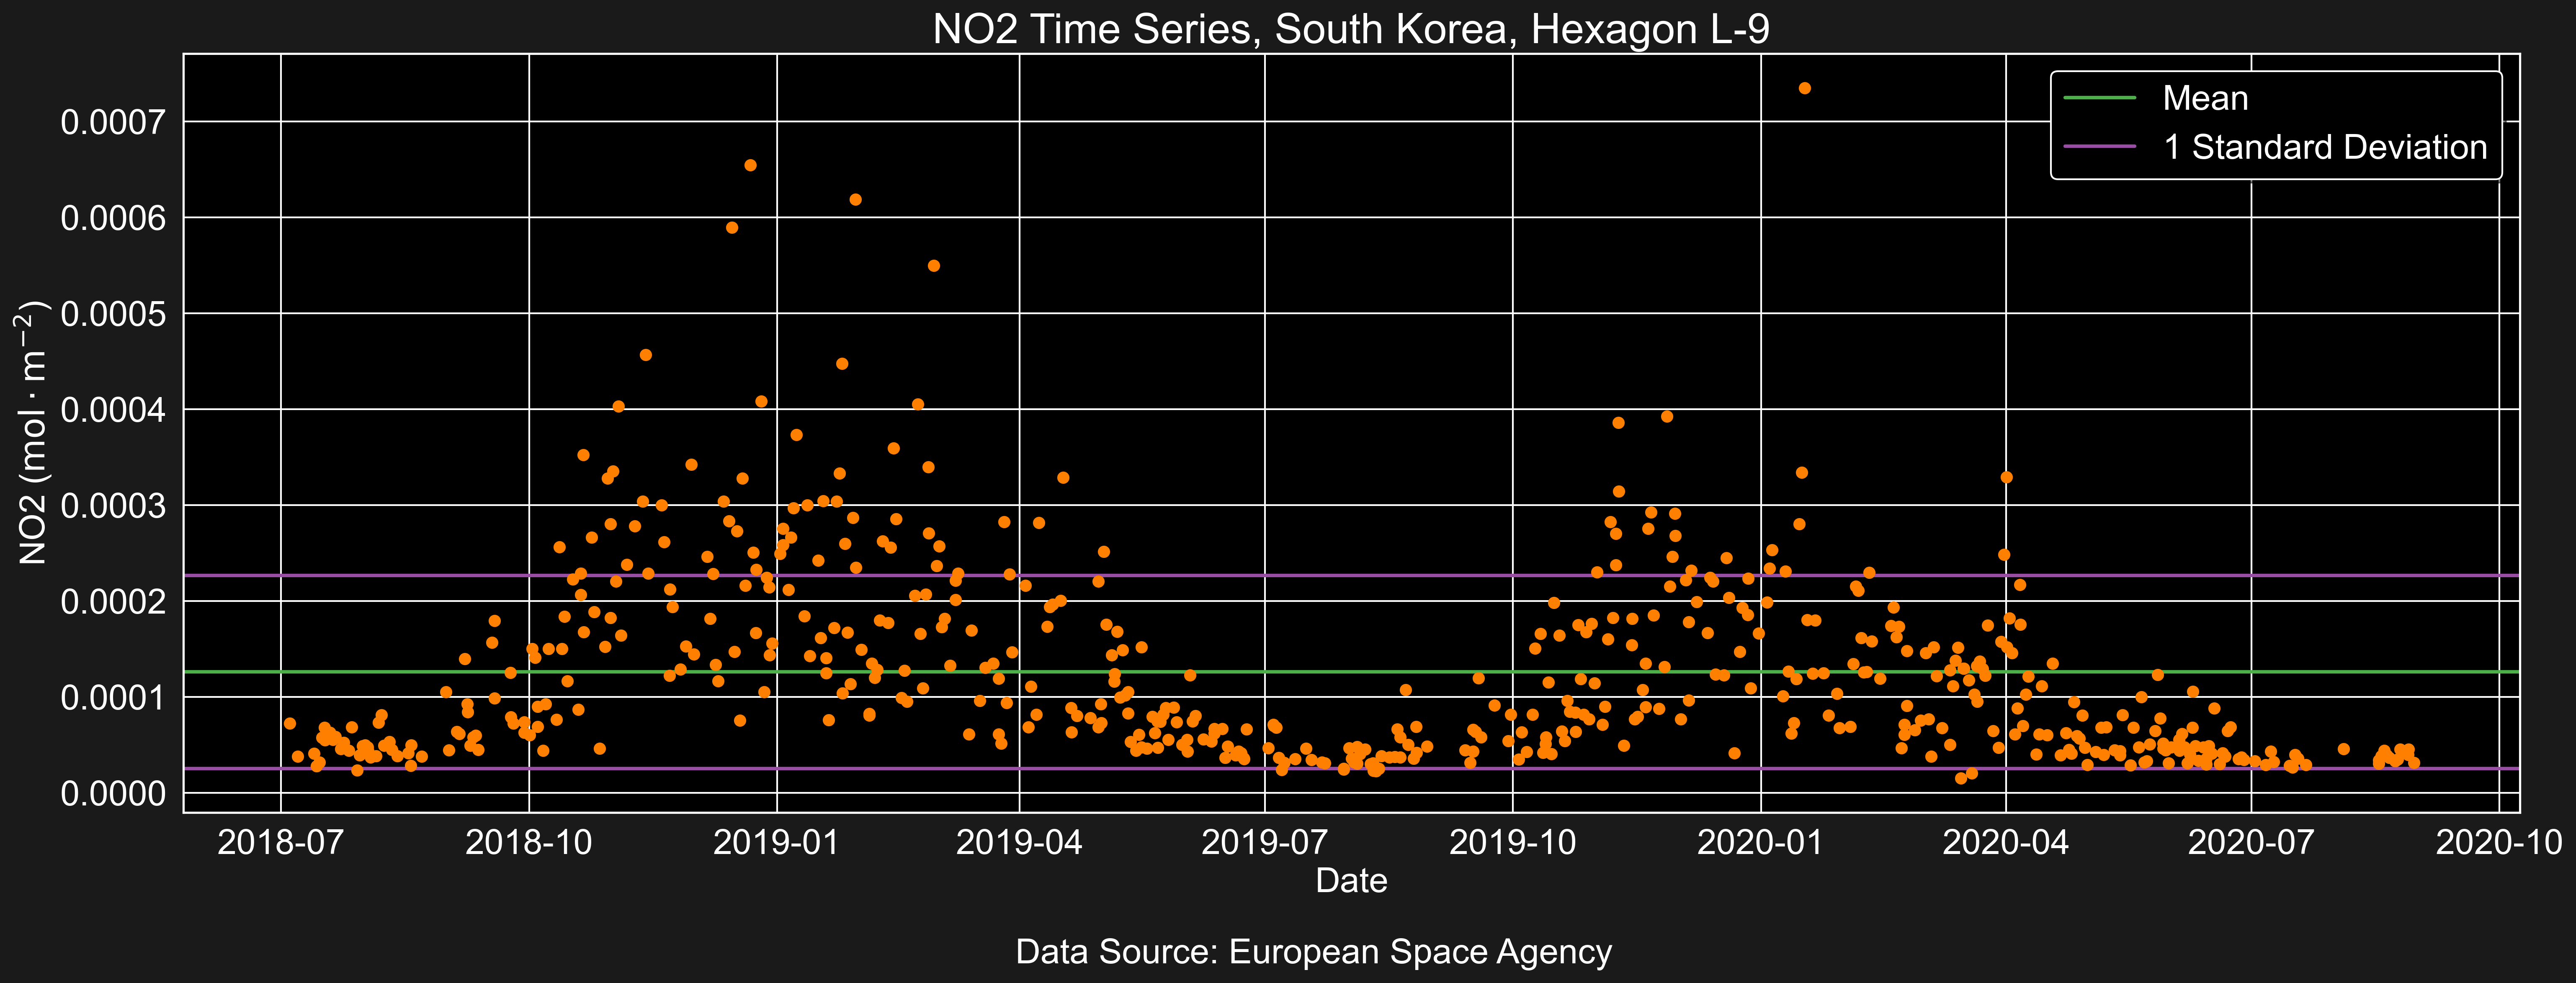 NO2 Time Series, South Korea, Hexagon L-9
Mean
1 Standard Deviation
NO2 (mol · m⁻²)
0.0007
0.0006
0.0005
0.0004
0.0003
0.0002
0.0001
0.0000
2018-07 2018-10 2019-01 2019-04 2019-07 2019-10 2020-01 2020-04 2020-07 2020-10
Date
Data Source: European Space Agency